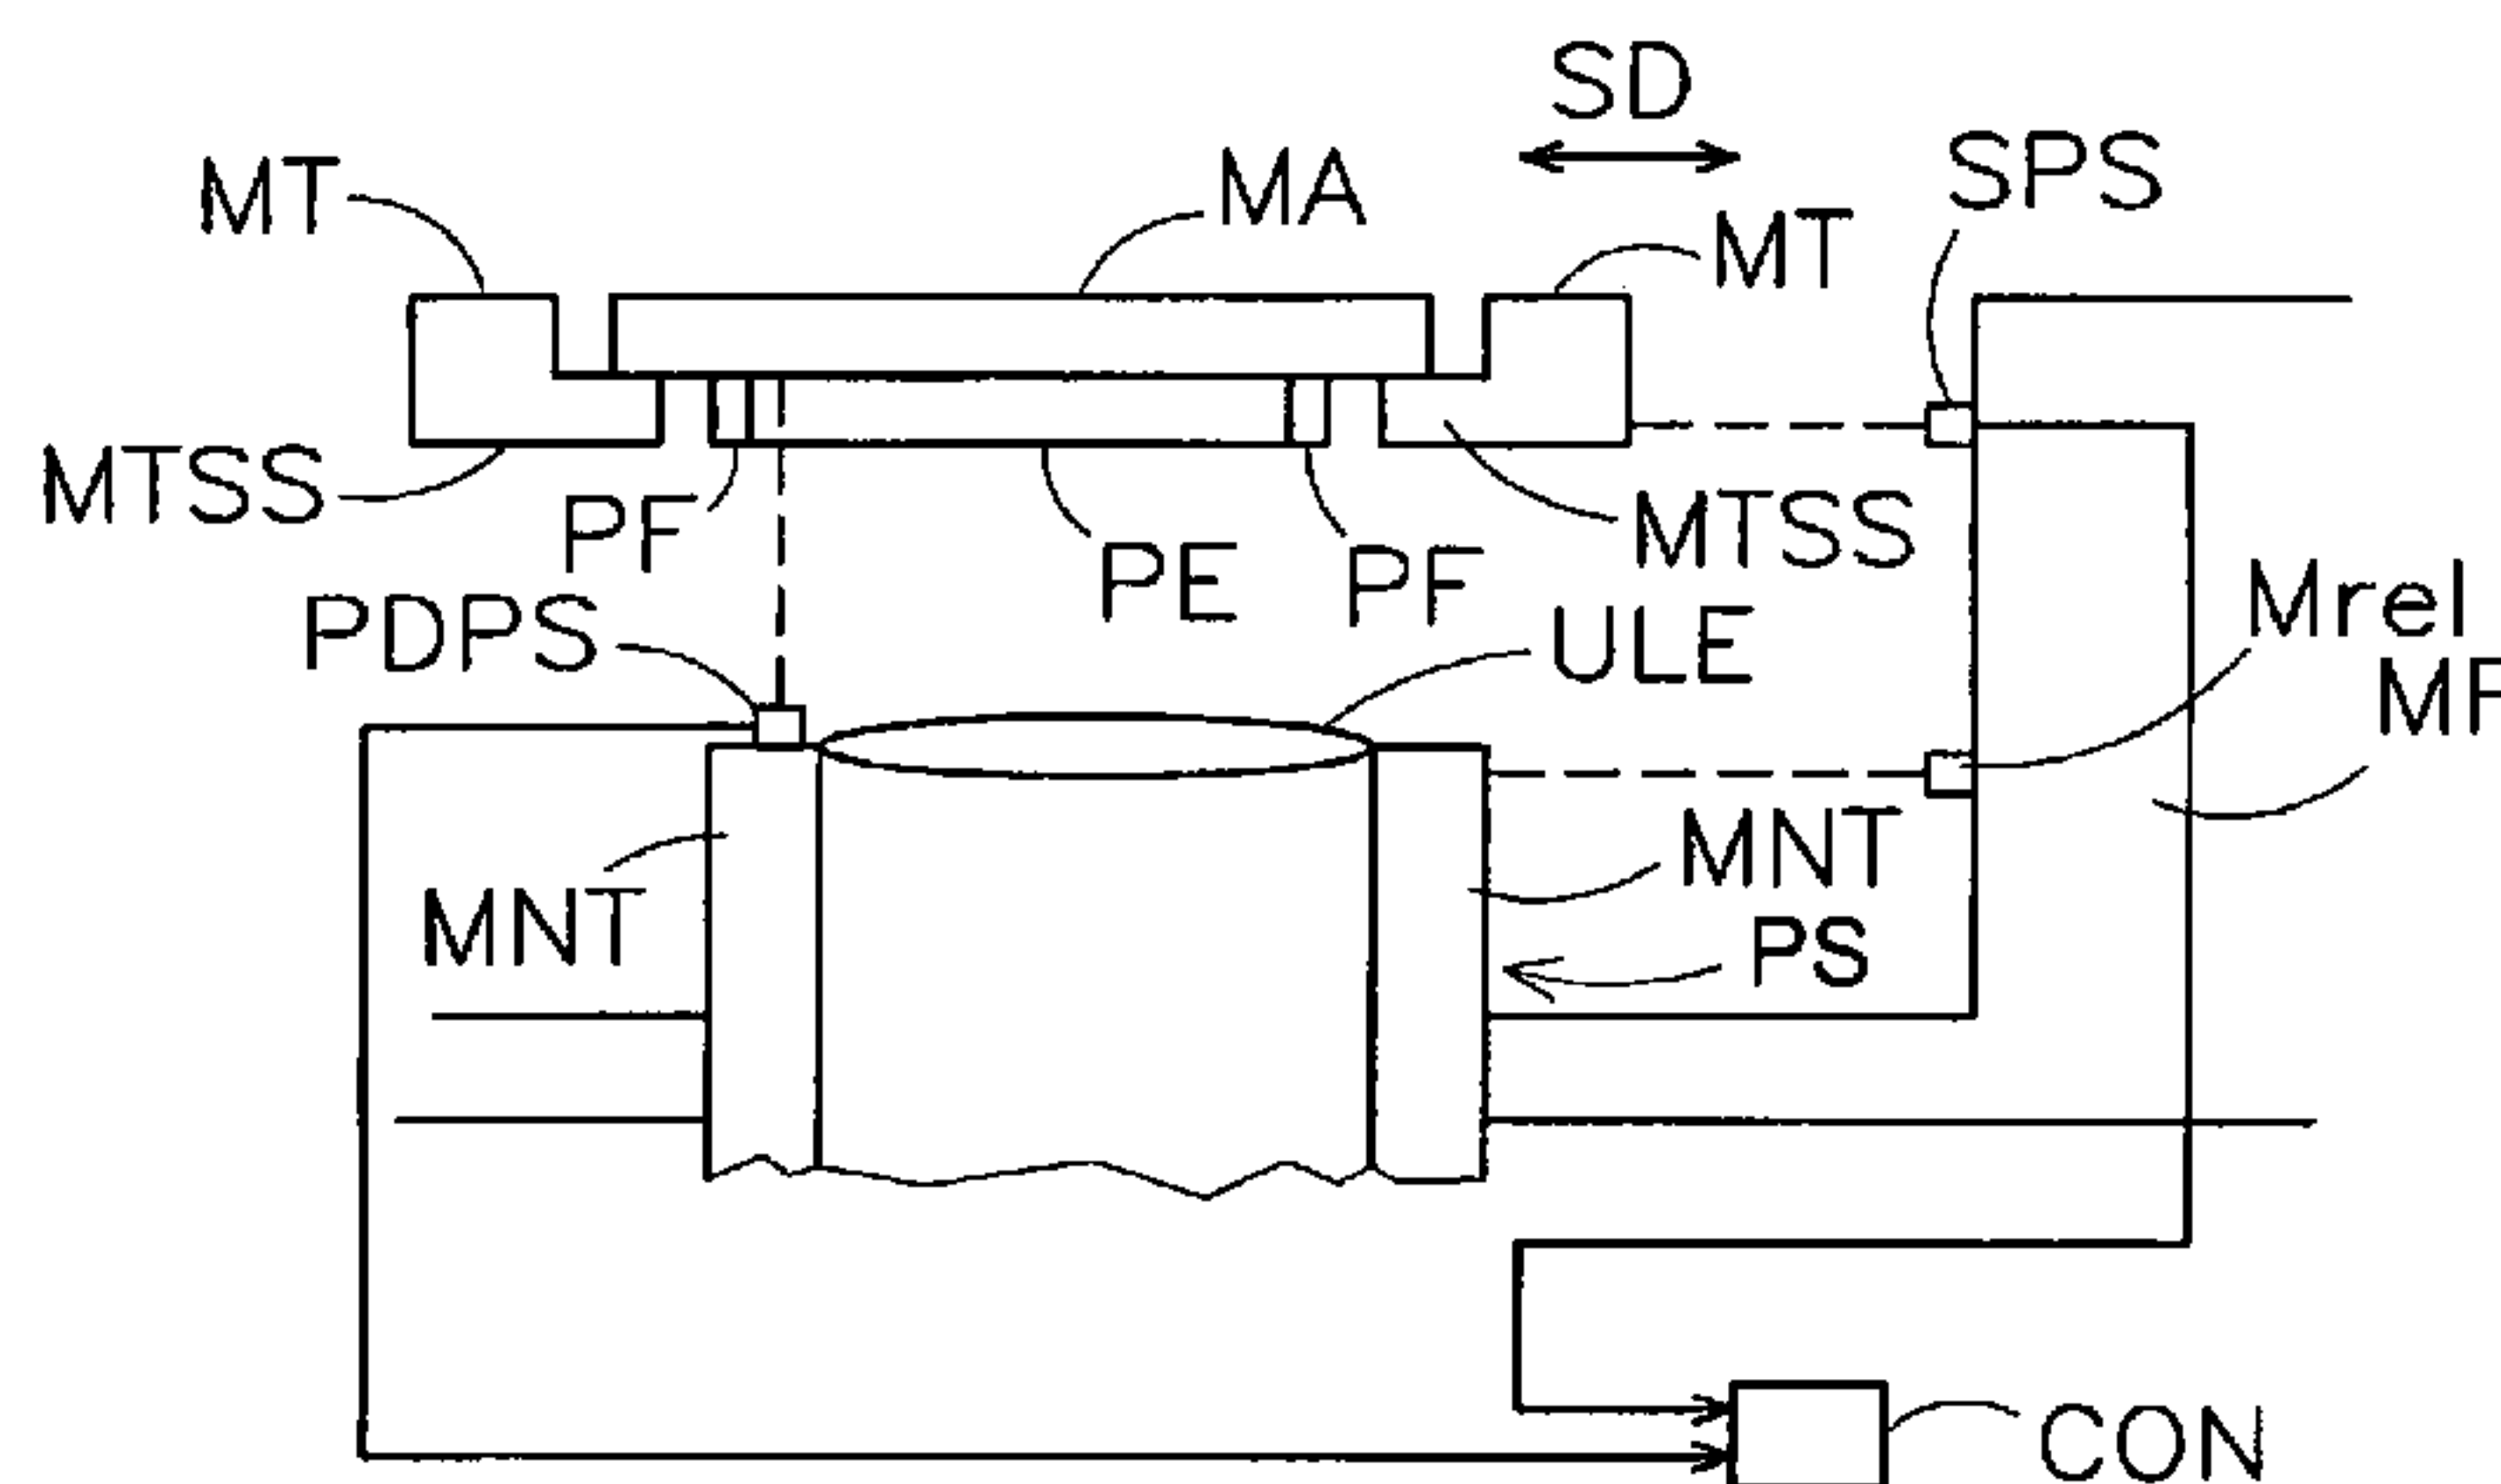 SD
MT
MA
SPS
MT
MTSS
PF
PE
PF
MTSS
Mrel
PDPS
ULE
MNT
MNT
PS
CON